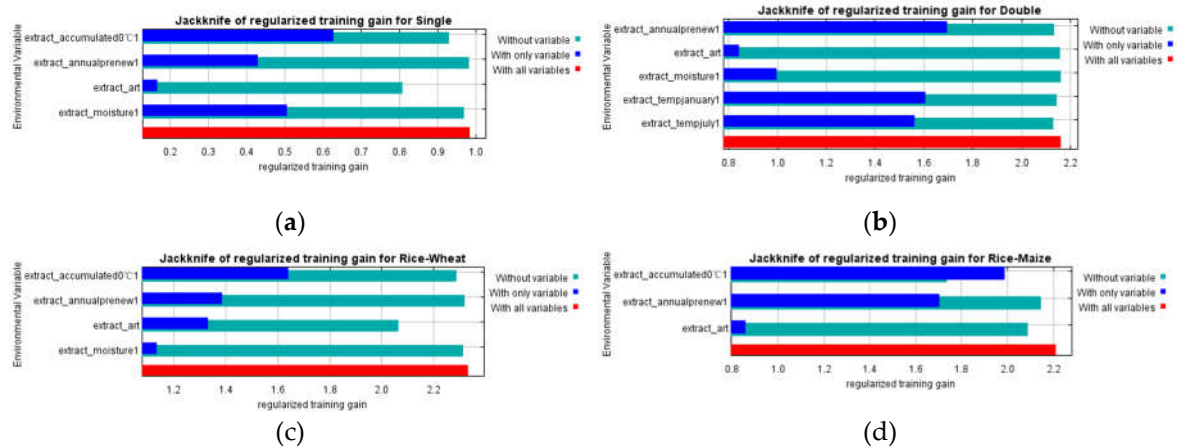 Jackknife of regularized training gain for Single
Environmental Variable
extract_accumulated0℃1
extract_annualprenew1
extract_art
extract_moisture1
Without variable
With only variable
With all variables
0.2 0.3 0.4 0.5 0.6 0.7 0.8 0.9 1.0
regularized training gain
(a)
Jackknife of regularized training gain for Double
Environmental Variable
extract_annualprenew1
extract_art
extract_moisture1
extract_tempjanuary1
extract_tempjuly1
Without variable
With only variable
With all variables
0.8 1.0 1.2 1.4 1.6 1.8 2.0 2.2
regularized training gain
(b)
Jackknife of regularized training gain for Rice-Wheat
Environmental Variable
extract_accumulated0℃1
extract_annualprenew1
extract_art
extract_moisture1
Without variable
With only variable
With all variables
1.2 1.4 1.6 1.8 2.0 2.2
regularized training gain
(c)
Jackknife of regularized training gain for Rice-Maize
Environmental Variable
extract_accumulated0℃1
extract_annualprenew1
extract_art
Without variable
With only variable
With all variables
0.8 1.0 1.2 1.4 1.6 1.8 2.0 2.2
regularized training gain
(d)